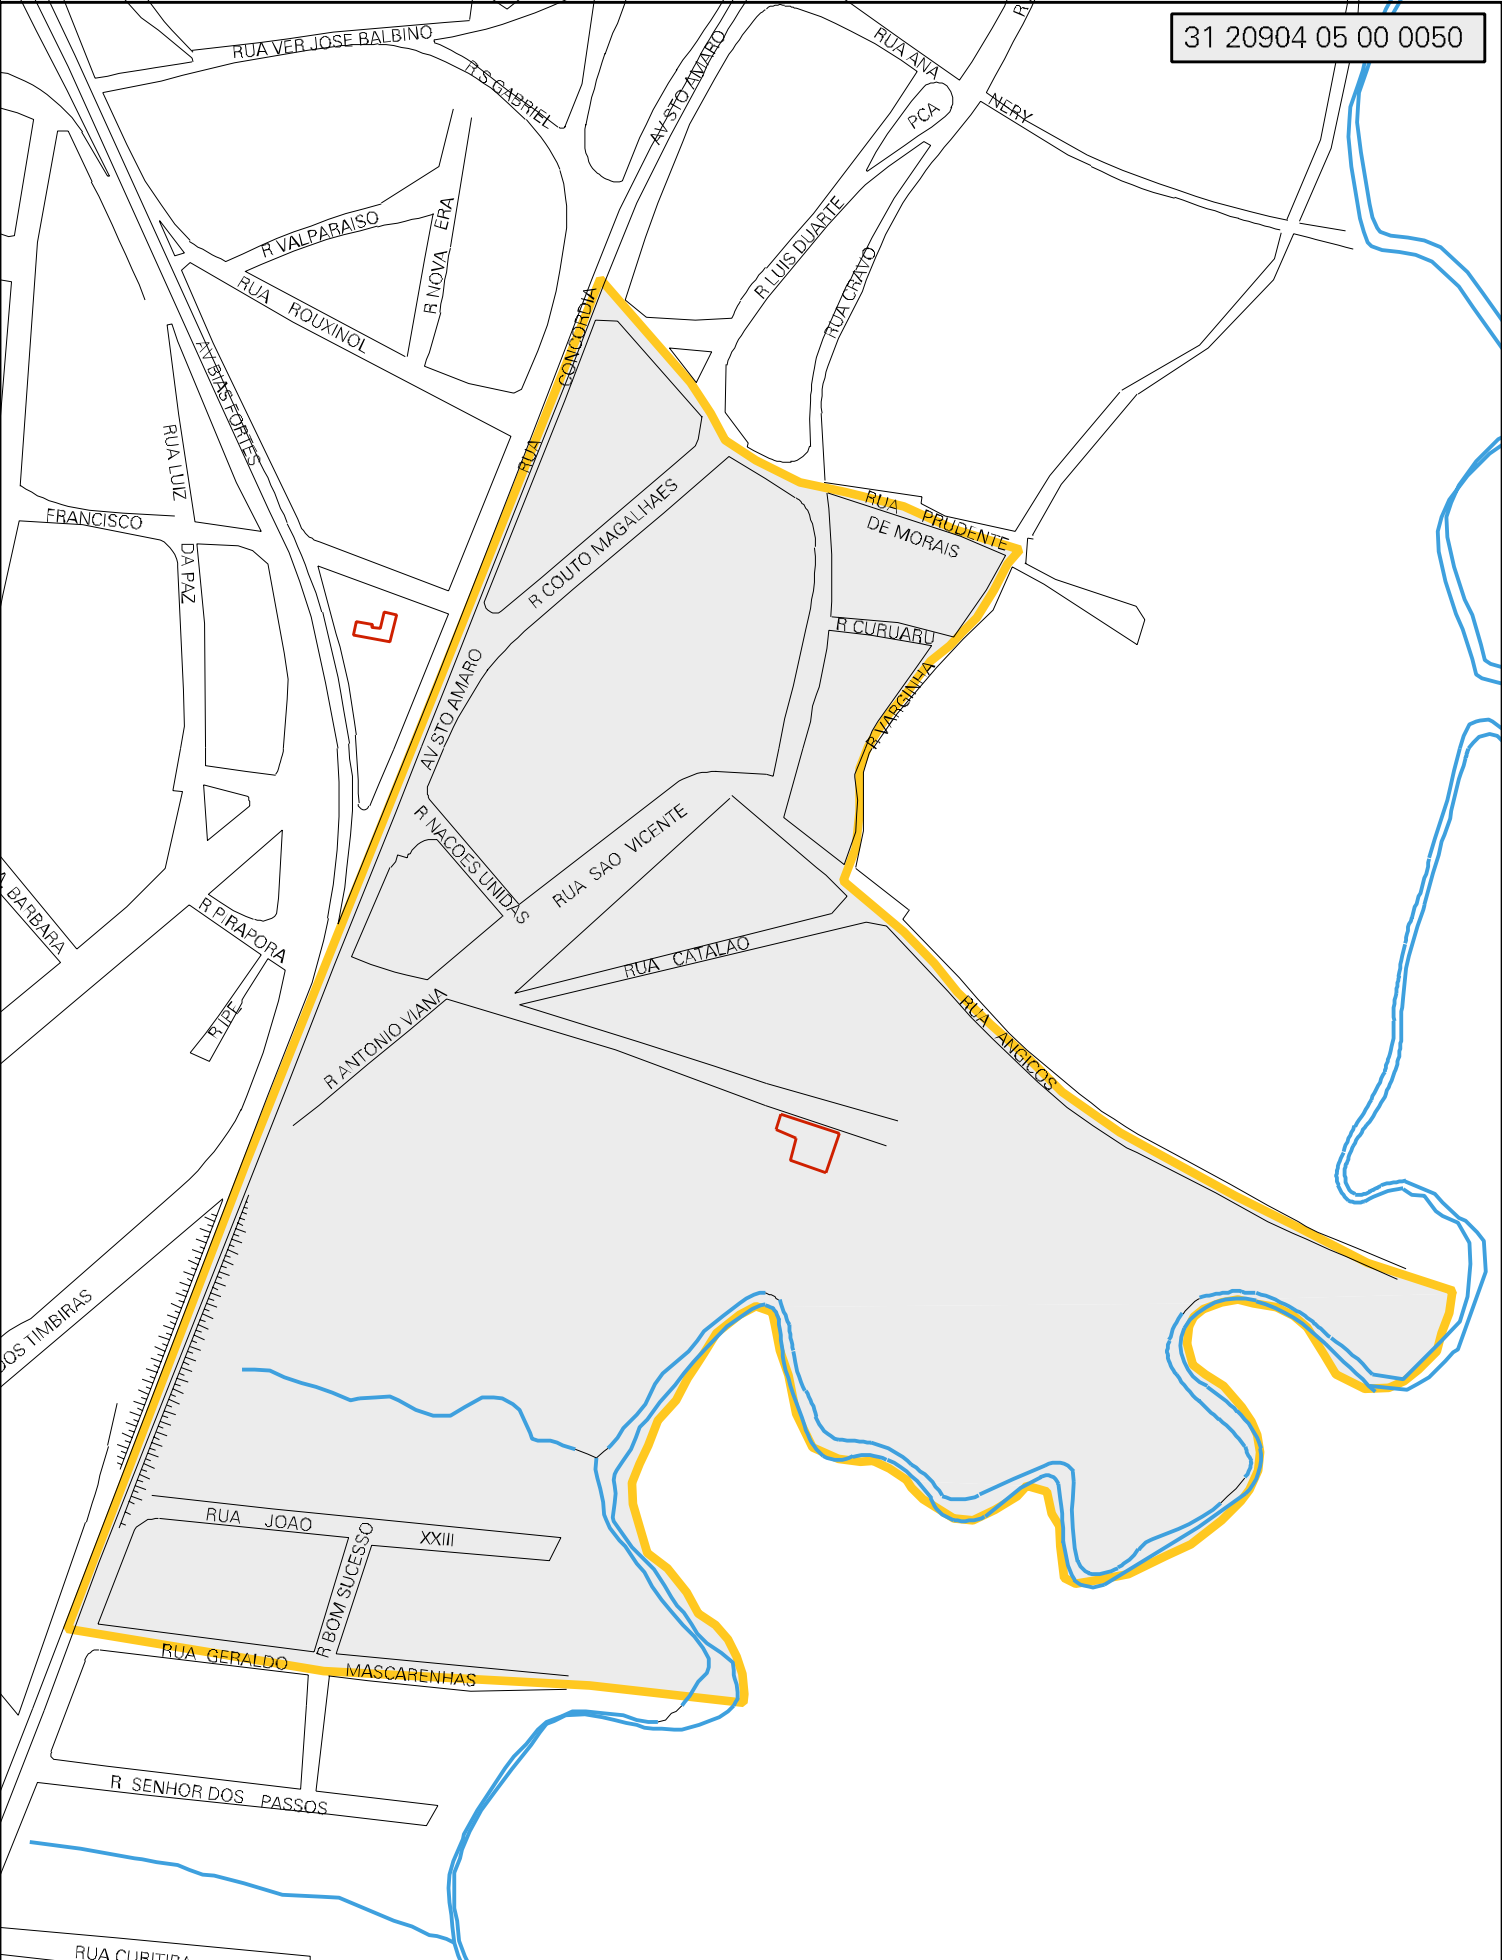 31 20904 05 00 0050
RUA VER JOSE BALBINO
R S GABRIEL
AV STO AMARO
RUA ANA
NERY
PCA
R VALPARAISO
R NOVA ERA
RUA ROUXINOL
R LUIS DUARTE
RUA CRAVO
AV BIAS FORTES
RUA CONCORDIA
RUA LUIZ
FRANCISCO
DA PAZ
R COUTO MAGALHAES
RUA PRUDENTE
DE MORAIS
R CURUARU
R VARGINHA
AV STO AMARO
R NACOES UNIDAS
RUA SAO VICENTE
BARBARA
R PIRAPORA
R IPE
RUA CATALAO
R ANTONIO VIANA
RUA ANGICOS
DOS TIMBIRAS
RUA JOAO
XXIII
R BOM SUCESSO
RUA GERALDO
MASCARENHAS
R SENHOR DOS PASSOS
RUA CURITIBA